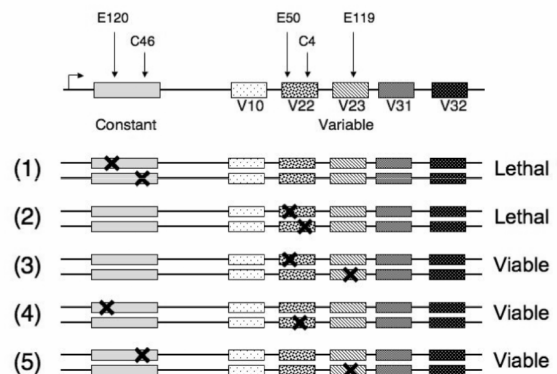 E120
E50
E119
C46
C4
V10 V22 V23 V31 V32
Constant Variable
(1) Lethal
(2) Lethal
(3) Viable
(4) Viable
(5) Viable